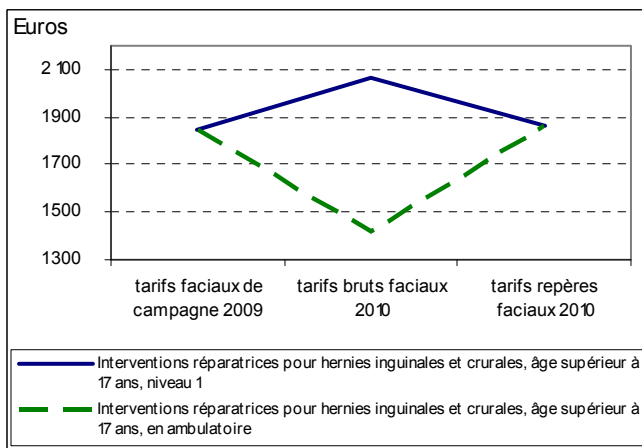 Euros
2 100
1900
1700
1500
1300
tarifs faciaux de campagne 2009
tarifs bruts faciaux 2010
tarifs repères faciaux 2010
Interventions réparatrices pour hernies inguinales et crurales, âge supérieur à
17 ans, niveau 1
Interventions réparatrices pour hernies inguinales et crurales, âge supérieur à
17 ans, en ambulatoire